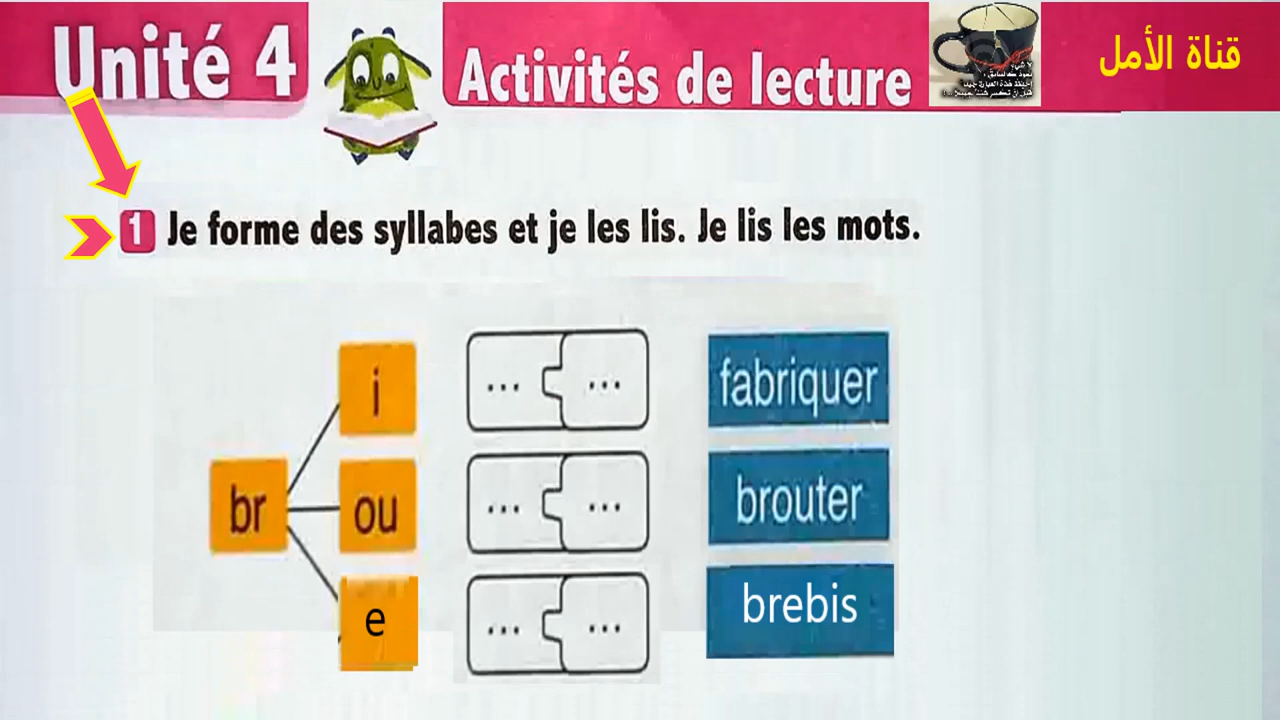 Unité 4
Activités de lecture
قناة الأمل
1 Je forme des syllabes et je les lis. Je lis les mots.
i
... ...
fabriquer
br
ou
... ...
brouter
e
... ...
brebis